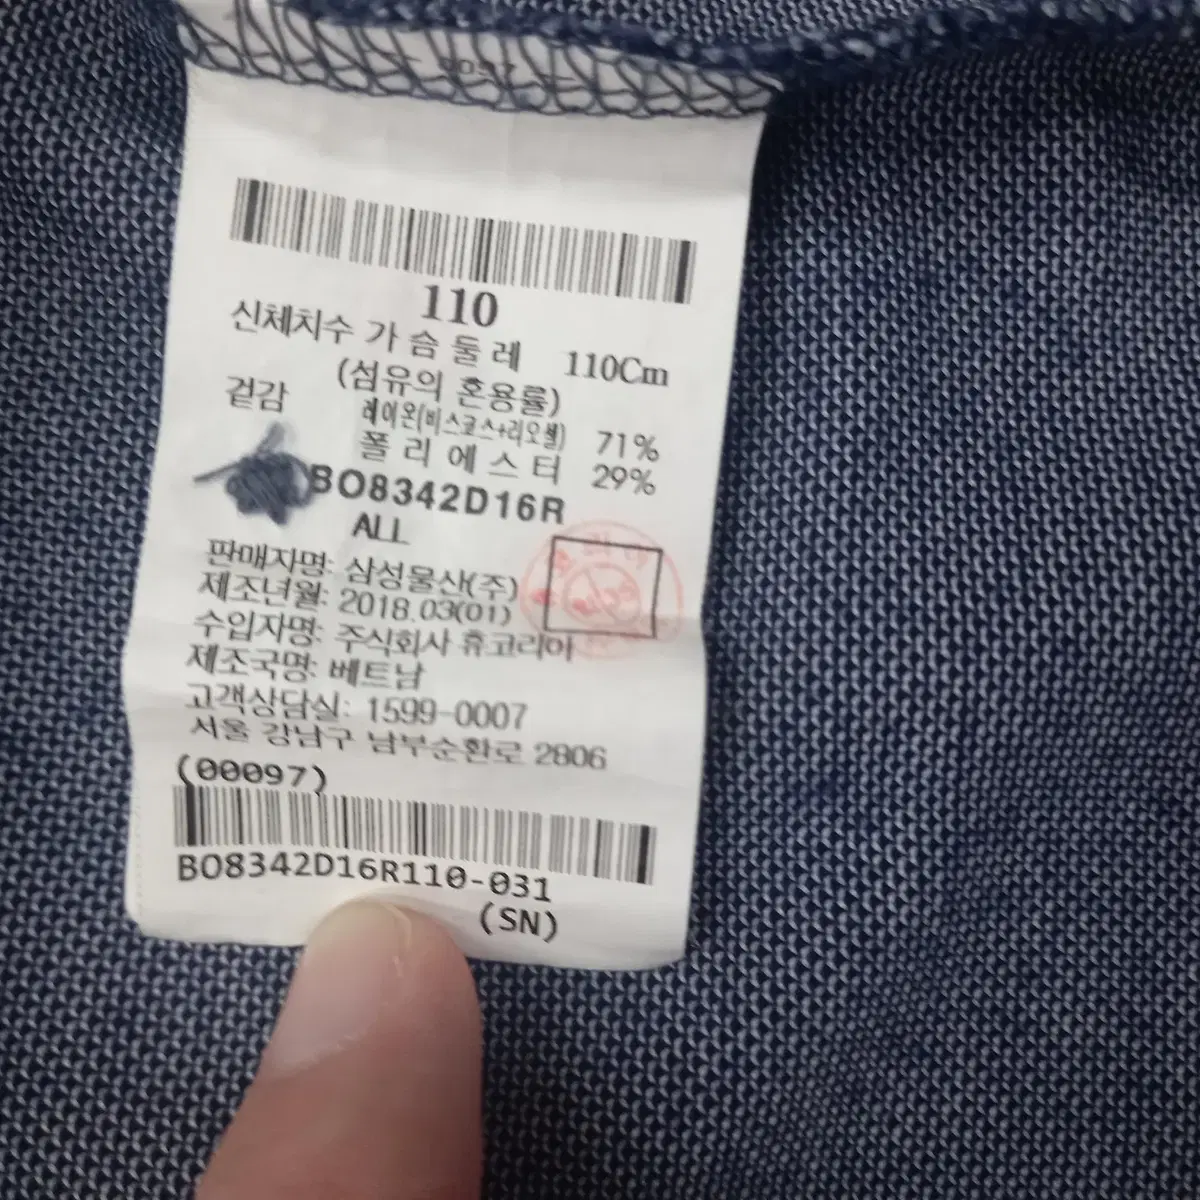 110
신체치수 가슴둘레 110Cm
(섬유의 혼용률)
겉감 레이온(비스코스+리오셀) 71%
폴리에스터 29%
BO8342D16R
ALL
판매자명: 삼성물산(주)
제조년월: 2018.03(01)
수입자명: 주식회사 휴코리아
제조국명: 베트남
고객상담실: 1599-0007
서울 강남구 남부순환로 2806
(00097)
BO8342D16R110-031
(SN)